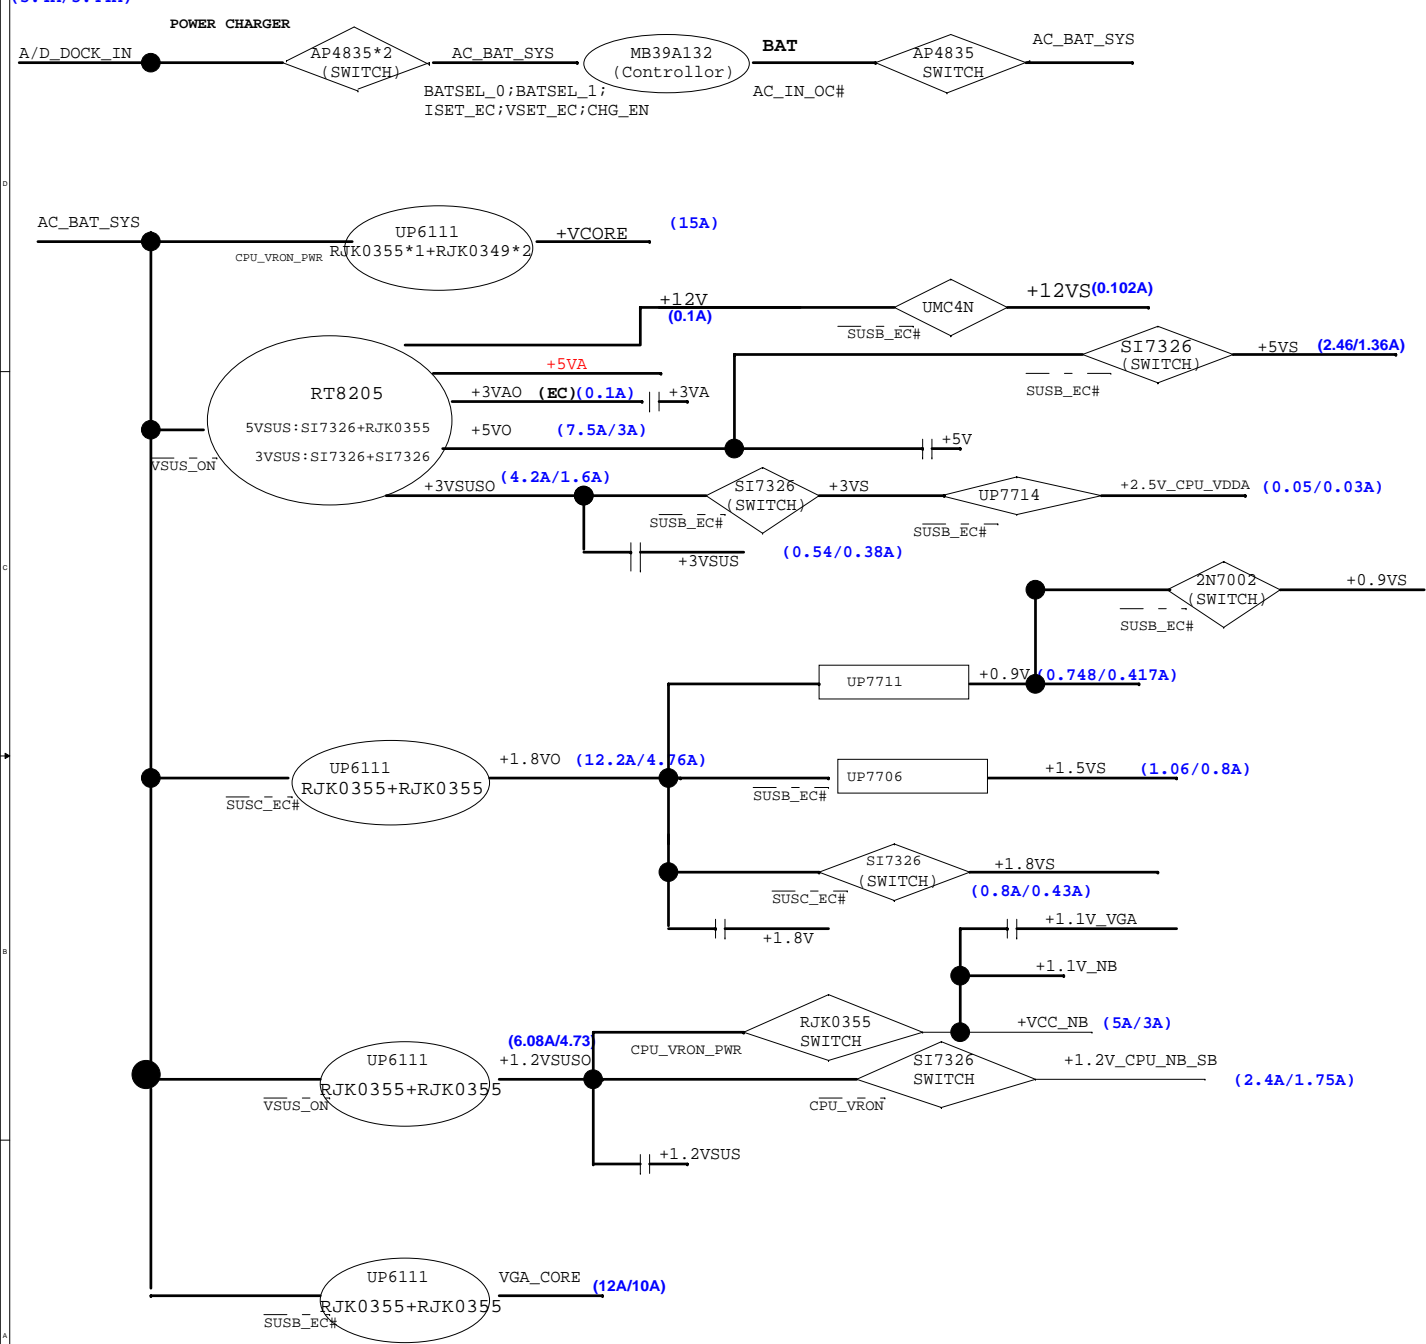 POWER CHARGER
A/D_DOCK_IN
AP4835*2
(SWITCH)
AC_BAT_SYS
BATSEL_0;BATSEL_1;
ISET_EC;VSET_EC;CHG_EN
MB39A132
(Controllor)
BAT
AC_IN_OC#
AP4835
SWITCH
AC_BAT_SYS
D
AC_BAT_SYS
CPU_VRON_PWR
UP6111
RJK0355*1+RJK0349*2
+VCORE
(15A)
+12V
(0.1A)
SUSB_EC#
UMC4N
+12VS
(0.102A)
+5VA
SUSB_EC#
SI7326
(SWITCH)
+5VS
(2.46/1.36A)
VSUS_ON
RT8205
5VSUS:SI7326+RJK0355
3VSUS:SI7326+SI7326
+3VAO
(EC)
(0.1A)
+3VA
+5VO
(7.5A/3A)
+5V
+3VSUSO
(4.2A/1.6A)
SUSB_EC#
SI7326
(SWITCH)
+3VS
SUSB_EC#
UP7714
+2.5V_CPU_VDDA
(0.05/0.03A)
+3VSUS
(0.54/0.38A)
C
SUSB_EC#
2N7002
(SWITCH)
+0.9VS
UP7711
+0.9V
(0.748/0.417A)
SUSC_EC#
UP6111
RJK0355+RJK0355
+1.8VO
(12.2A/4.76A)
SUSB_EC#
UP7706
+1.5VS
(1.06/0.8A)
SUSC_EC#
SI7326
(SWITCH)
+1.8VS
(0.8A/0.43A)
+1.8V
B
+1.1V_VGA
+1.1V_NB
CPU_VRON_PWR
RJK0355
SWITCH
+VCC_NB
(5A/3A)
VSUS_ON
UP6111
RJK0355+RJK0355
(6.08A/4.73)
+1.2VSUSO
CPU_VRON
SI7326
SWITCH
+1.2V_CPU_NB_SB
(2.4A/1.75A)
+1.2VSUS
SUSB_EC#
UP6111
RJK0355+RJK0355
VGA_CORE
(12A/10A)
A